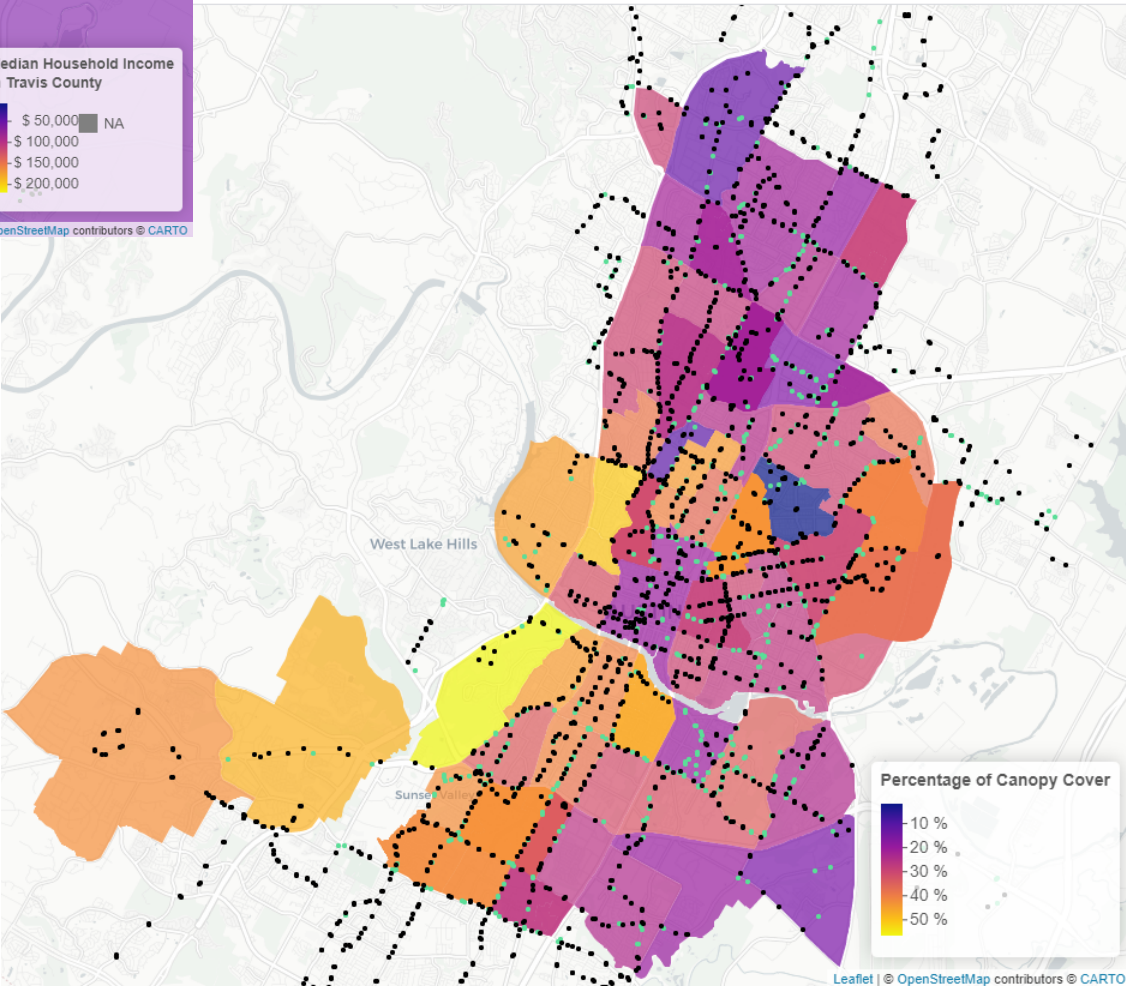 edian Household Income
Travis County
$ 50,000
NA
$ 100,000
$ 150,000
$ 200,000
penStreetMap contributors © CARTO
West Lake Hills
Sunset Valley
Percentage of Canopy Cover
10 %
20 %
30 %
40 %
50 %
Leaflet | © OpenStreetMap contributors © CARTO